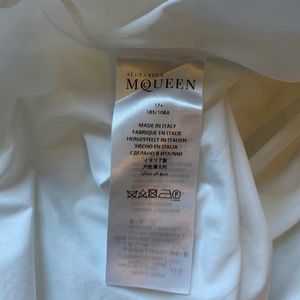 ALEXANDER
MCQUEEN
185/108A
MADE IN ITALY
FABRIQUE EN ITALIE
HERGESTELLT IN ITALIEN
HECHO EN ITALIA
СДЕЛАНО В ИТАЛИИ
イタリア製